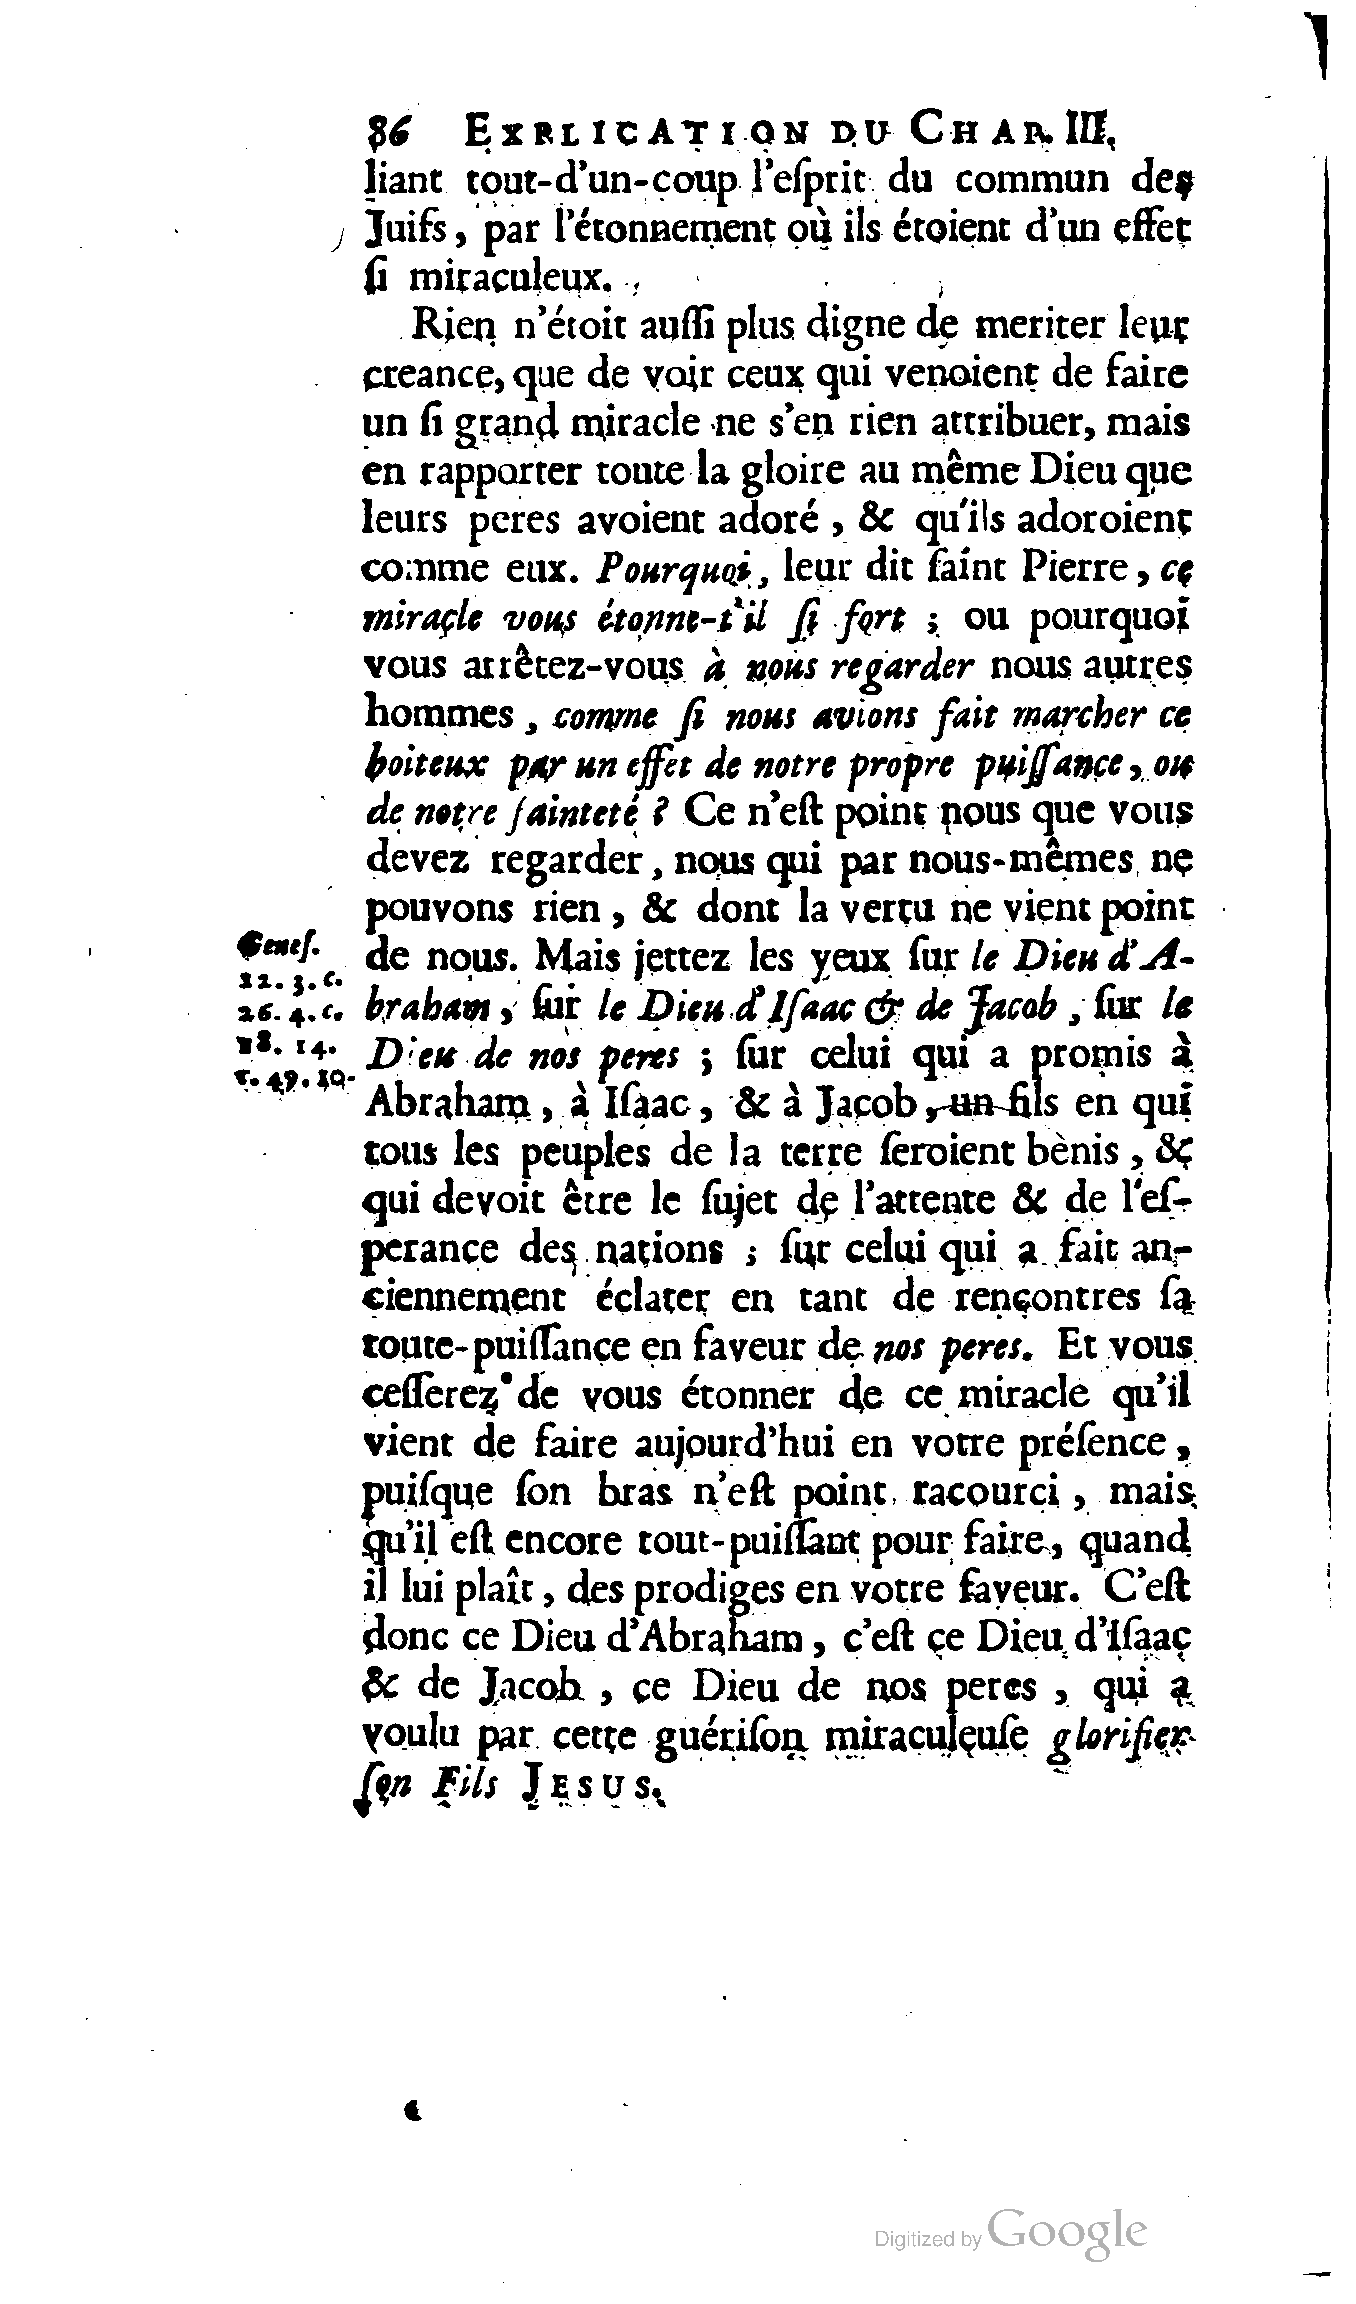 86 EXPLICATION DU CHAP. III.
liant tout-d'un-coup l'eſprit du commun des
Juifs, par l'étonnement où ils étoient d'un effet
ſi miraculeux.
Rien n'étoit auſſi plus digne de meriter leur
creance, que de voir ceux qui venoient de faire
un ſi grand miracle ne s'en rien attribuer, mais
en rapporter toute la gloire au même Dieu que
leurs peres avoient adoré, & qu'ils adoroient
comme eux. Pourquoi, leur dit ſaint Pierre, ce
miracle vous étonne-t'il ſi fort ; ou pourquoi
vous arrêtez-vous à nous regarder nous autres
hommes, comme ſi nous avions fait marcher ce
boiteux par un effet de notre propre puiſſance, ou
de notre ſainteté ? Ce n'eſt point nous que vous
devez regarder, nous qui par nous-mêmes ne
pouvons rien, & dont la vertu ne vient point
de nous. Mais jettez les yeux ſur le Dieu d'A-
braham, ſur le Dieu d'Iſaac & de Jacob, ſur le
Dieu de nos peres ; ſur celui qui a promis à
Abraham, à Iſaac, & à Jacob, un fils en qui
tous les peuples de la terre ſeroient bènis, &
qui devoit être le ſujet de l'attente & de l'eſ-
perance des nations ; ſur celui qui a fait an-
ciennement éclater en tant de rencontres ſa
toute-puiſſance en faveur de nos peres. Et vous
ceſſerez de vous étonner de ce miracle qu'il
vient de faire aujourd'hui en votre préſence,
puiſque ſon bras n'eſt point racourci, mais
qu'il eſt encore tout-puiſſant pour faire, quand
il lui plaît, des prodiges en votre faveur. C'eſt
donc ce Dieu d'Abraham, c'eſt ce Dieu d'Iſaac
& de Jacob, ce Dieu de nos peres, qui a
voulu par cette guériſon miraculeuſe glorifier
ſon Fils JESUS.
Geneſ.
12. 3. c.
26. 4. c.
28. 14.
c. 49. 10.
Digitized by Google